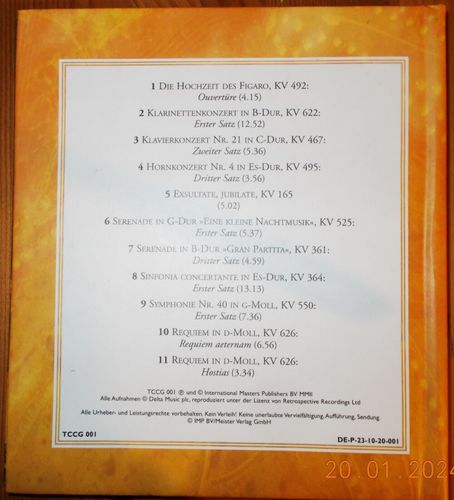 1 Die Hochzeit des Figaro, KV 492:
Ouvertüre (4.15)
2 Klarinettenkonzert in B-Dur, KV 622:
Erster Satz (12.52)
3 Klavierkonzert Nr. 21 in C-Dur, KV 467:
Zweiter Satz (5.36)
4 Hornkonzert Nr. 4 in Es-Dur, KV 495:
Dritter Satz (3.56)
5 Exsultate, jubilate, KV 165
(5.02)
6 Serenade in G-Dur »Eine kleine Nachtmusik«, KV 525:
Erster Satz (5.37)
7 Serenade in B-Dur »Gran Partita«, KV 361:
Dritter Satz (4.59)
8 Sinfonia concertante in Es-Dur, KV 364:
Erster Satz (13.13)
9 Symphonie Nr. 40 in g-Moll, KV 550:
Erster Satz (7.36)
10 Requiem in d-Moll, KV 626:
Requiem aeternam (6.56)
11 Requiem in d-Moll, KV 626:
Hostias (3.34)
TCCG 001 ℗ und © International Masters Publishers BV MMII
Alle Aufnahmen © Delta Music plc, reproduziert unter der Lizenz von Retrospective Recordings Ltd
Alle Urheber- und Leistungsrechte vorbehalten. Kein Verleih! Keine unerlaubte Vervielfältigung, Aufführung, Sendung.
© IMP BV/Meister Verlag GmbH
TCCG 001
DE-P-23-10-20-001
20.01.2024